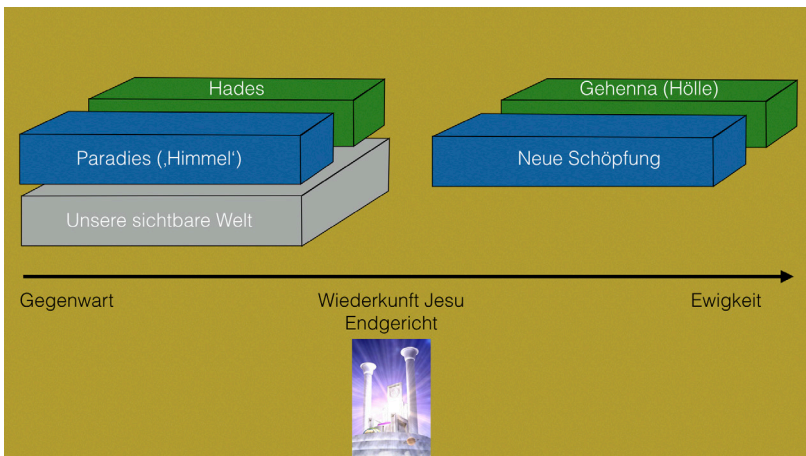 Hades
Gehenna (Hölle)
Paradies (‚Himmel‘)
Neue Schöpfung
Unsere sichtbare Welt
Gegenwart
Wiederkunft Jesu
Endgericht
Ewigkeit